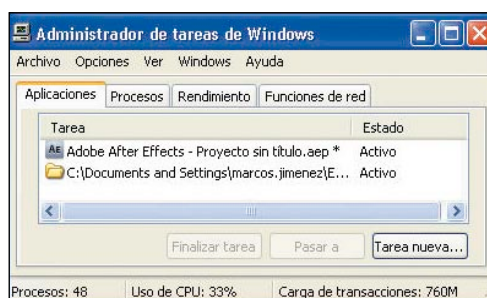 Administrador de tareas de Windows
Archivo Opciones Ver Windows Ayuda
Aplicaciones Procesos Rendimiento Funciones de red
Tarea Estado
AE Adobe After Effects - Proyecto sin título.aep * Activo
C:\Documents and Settings\marcos.jimenez\E... Activo
Finalizar tarea Pasar a Tarea nueva...
Procesos: 48 Uso de CPU: 33% Carga de transacciones: 760M